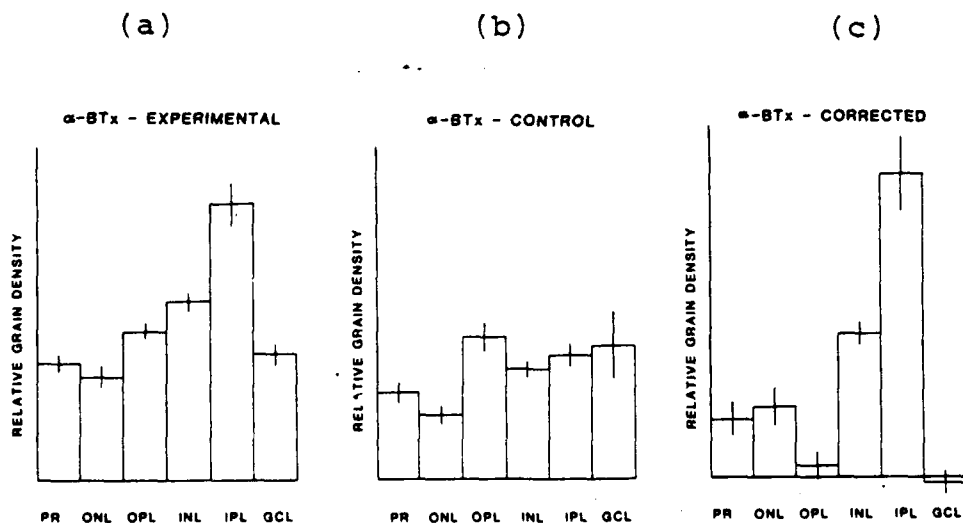 (a)
(b)
(c)
α-BTx - EXPERIMENTAL
α-BTx - CONTROL
α-BTx - CORRECTED
RELATIVE GRAIN DENSITY
RELATIVE GRAIN DENSITY
RELATIVE GRAIN DENSITY
PR ONL OPL INL IPL GCL
PR ONL OPL INL IPL GCL
PR ONL OPL INL IPL GCL